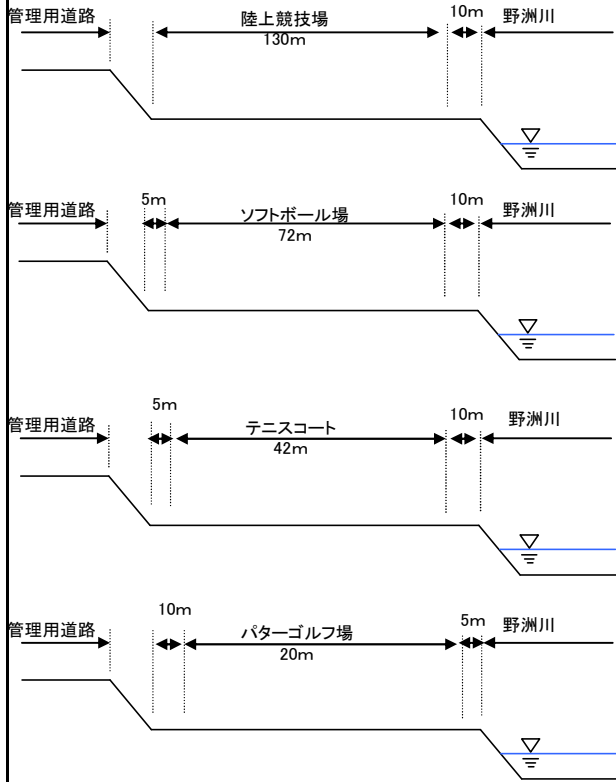 管理用道路
陸上競技場
130m
10m
野洲川
管理用道路
5m
ソフトボール場
72m
10m
野洲川
管理用道路
5m
テニスコート
42m
10m
野洲川
管理用道路
10m
パターゴルフ場
20m
5m
野洲川